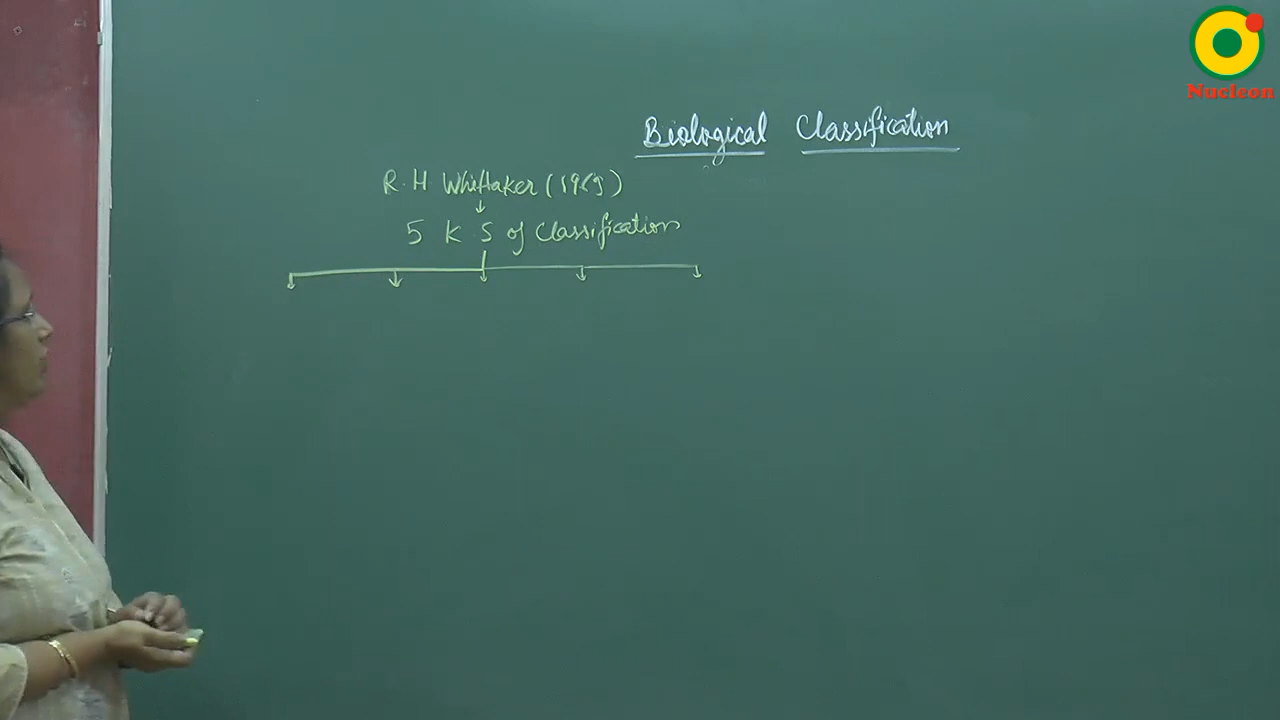 Nucleon
Biological Classification
R.H Whittaker (1969)
5 K S of Classification